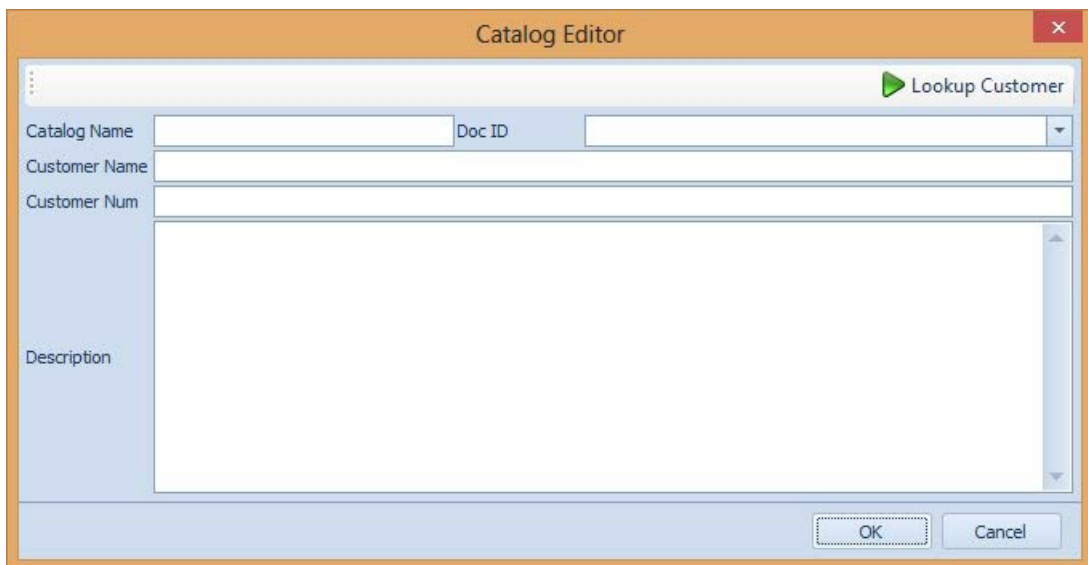 Catalog Editor
Lookup Customer
Catalog Name Doc ID
Customer Name
Customer Num
Description
OK Cancel